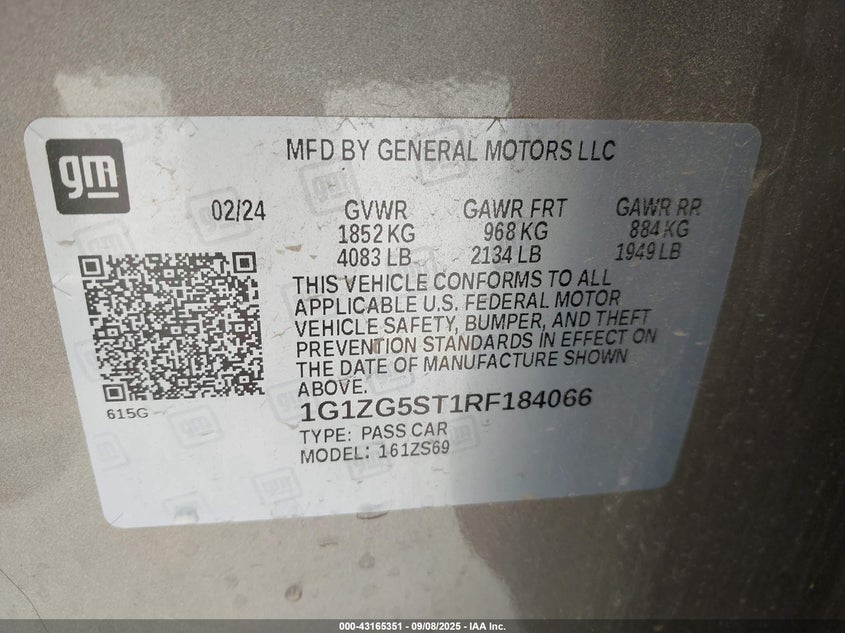 gm
MFD BY GENERAL MOTORS LLC
02/24 GVWR GAWR FRT GAWR RR
1852 KG 968 KG 884 KG
4083 LB 2134 LB 1949 LB
THIS VEHICLE CONFORMS TO ALL
APPLICABLE U.S. FEDERAL MOTOR
VEHICLE SAFETY, BUMPER, AND THEFT
PREVENTION STANDARDS IN EFFECT ON
THE DATE OF MANUFACTURE SHOWN
ABOVE.
615G
1G1ZG5ST1RF184066
TYPE: PASS CAR
MODEL: 161ZS69
000-43165351 - 09/08/2025 - IAA Inc.